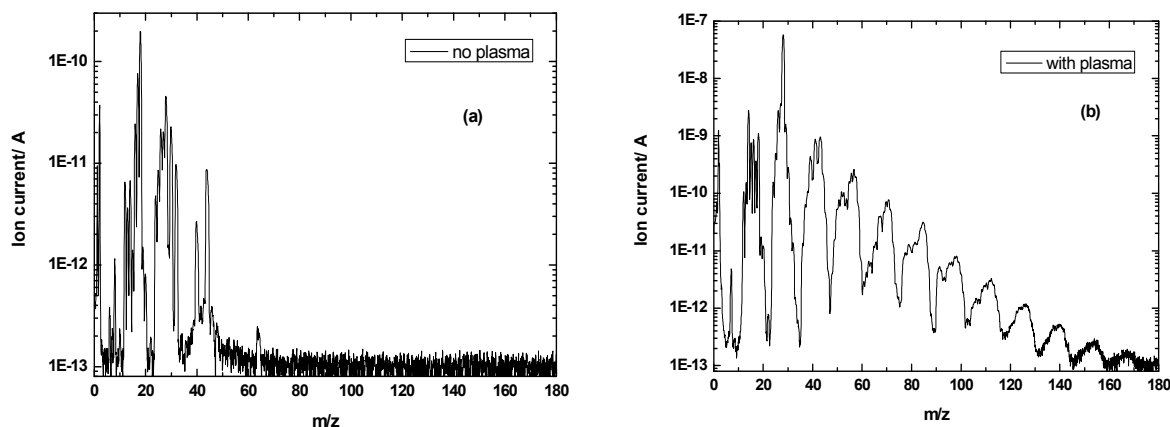 1E-10
1E-11
1E-12
1E-13
Ion current/ A
no plasma
(a)
0 20 40 60 80 100 120 140 160 180
m/z
1E-7
1E-8
1E-9
1E-10
1E-11
1E-12
1E-13
Ion current/ A
with plasma
(b)
0 20 40 60 80 100 120 140 160 180
m/z